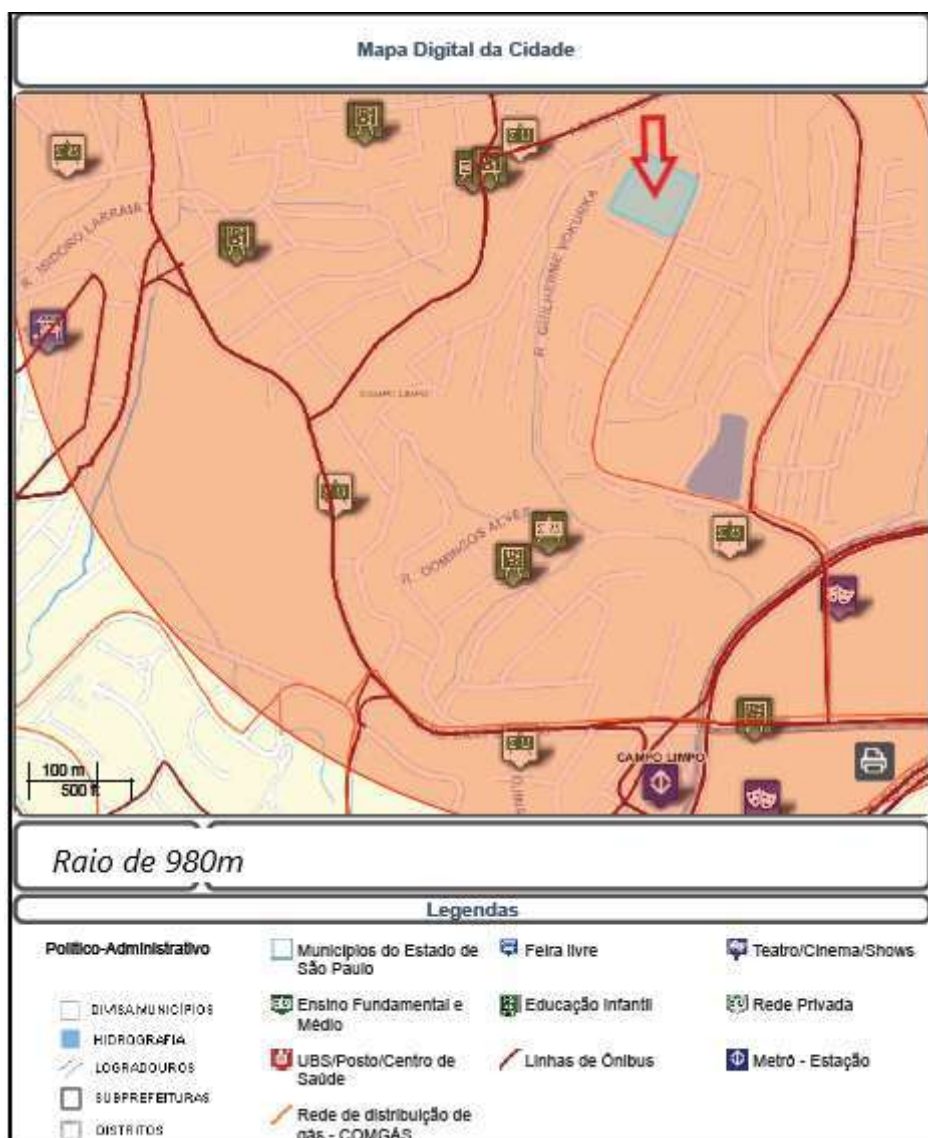 Mapa Digital da Cidade
R. ISIDORO LARRAIA
R. GUILHERME VOKURKA
CAMPO LIMPO
R. DOMINGOS ALVES
CAMPO LIMPO
100 m
500 ft
Raio de 980m
Legendas
Político-Administrativo
DIVISA MUNICÍPIOS
HIDROGRAFIA
LOGRADOUROS
SUBPREFEITURAS
DISTRITOS
Municípios do Estado de
São Paulo
Ensino Fundamental e
Médio
UBS/Posto/Centro de
Saúde
Rede de distribuição de
gás - COMGÁS
Feira livre
Educação Infantil
Linhas de Ônibus
Teatro/Cinema/Shows
Rede Privada
Metrô - Estação